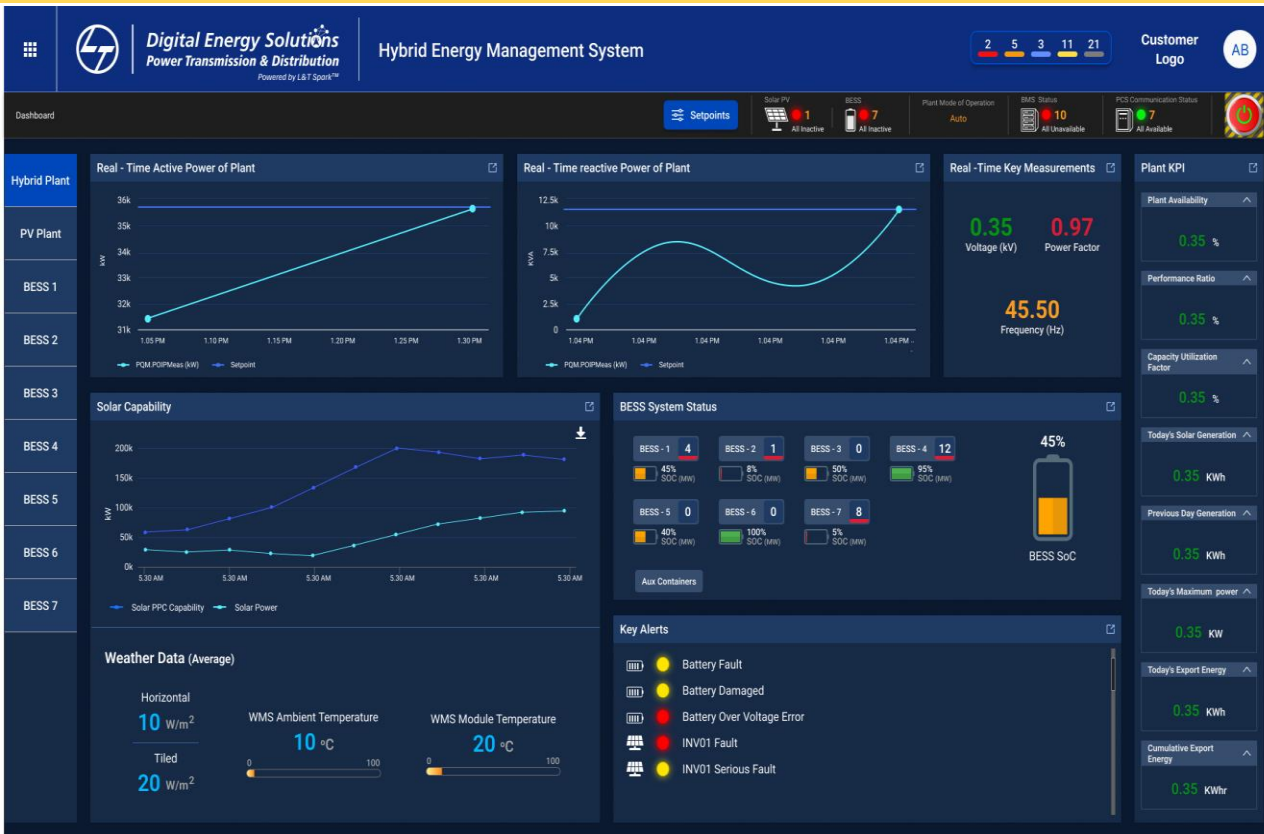 Digital Energy Solutions
Power Transmission & Distribution
Powered by L&T Spark™
Hybrid Energy Management System
2 5 3 11 21
Customer
Logo
AB
Dashboard
Setpoints
Solar PV
1
All Inactive
BESS
7
All Inactive
Plant Mode of Operation
Auto
BMS Status
10
All Unavailable
PCS Communication Status
7
All Available
Hybrid Plant
PV Plant
BESS 1
BESS 2
BESS 3
BESS 4
BESS 5
BESS 6
BESS 7
Real - Time Active Power of Plant
36k
35k
34k
33k
32k
31k
kW
1.05 PM 1.10 PM 1.15 PM 1.20 PM 1.25 PM 1.30 PM
PQM.POIPMeas (kW) Setpoint
Real - Time reactive Power of Plant
12.5k
10k
7.5k
5k
2.5k
0
KVA
1.04 PM 1.04 PM 1.04 PM 1.04 PM 1.04 PM 1.04 PM ..
PQM.POIPMeas (kW) Setpoint
Real -Time Key Measurements
0.35 0.97
Voltage (kV) Power Factor
45.50
Frequency (Hz)
Solar Capability
200k
150k
100k
50k
0k
kW
5.30 AM 5.30 AM 5.30 AM 5.30 AM 5.30 AM 5.30 AM
Solar PPC Capability Solar Power
Weather Data (Average)
Horizontal
10 W/m²
Tiled
20 W/m²
WMS Ambient Temperature
10 °C
0 100
WMS Module Temperature
20 °C
0 100
BESS System Status
BESS - 1 4 BESS - 2 1 BESS - 3 0 BESS - 4 12
45% 8% 50% 95%
SOC (MW) SOC (MW) SOC (MW) SOC (MW)
BESS - 5 0 BESS - 6 0 BESS - 7 8
40% 100% 5%
SOC (MW) SOC (MW) SOC (MW)
Aux Containers
45%
BESS SoC
Key Alerts
Battery Fault
Battery Damaged
Battery Over Voltage Error
INV01 Fault
INV01 Serious Fault
Plant KPI
Plant Availability
0.35 %
Performance Ratio
0.35 %
Capacity Utilization
Factor
0.35 %
Today's Solar Generation
0.35 KWh
Previous Day Generation
0.35 KWh
Today's Maximum power
0.35 KW
Today's Export Energy
0.35 KWh
Cumulative Export
Energy
0.35 KWhr